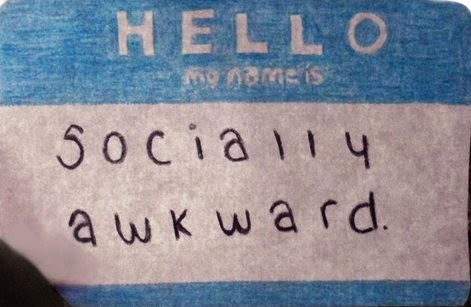 HELLO
my name is
socially
awkward.